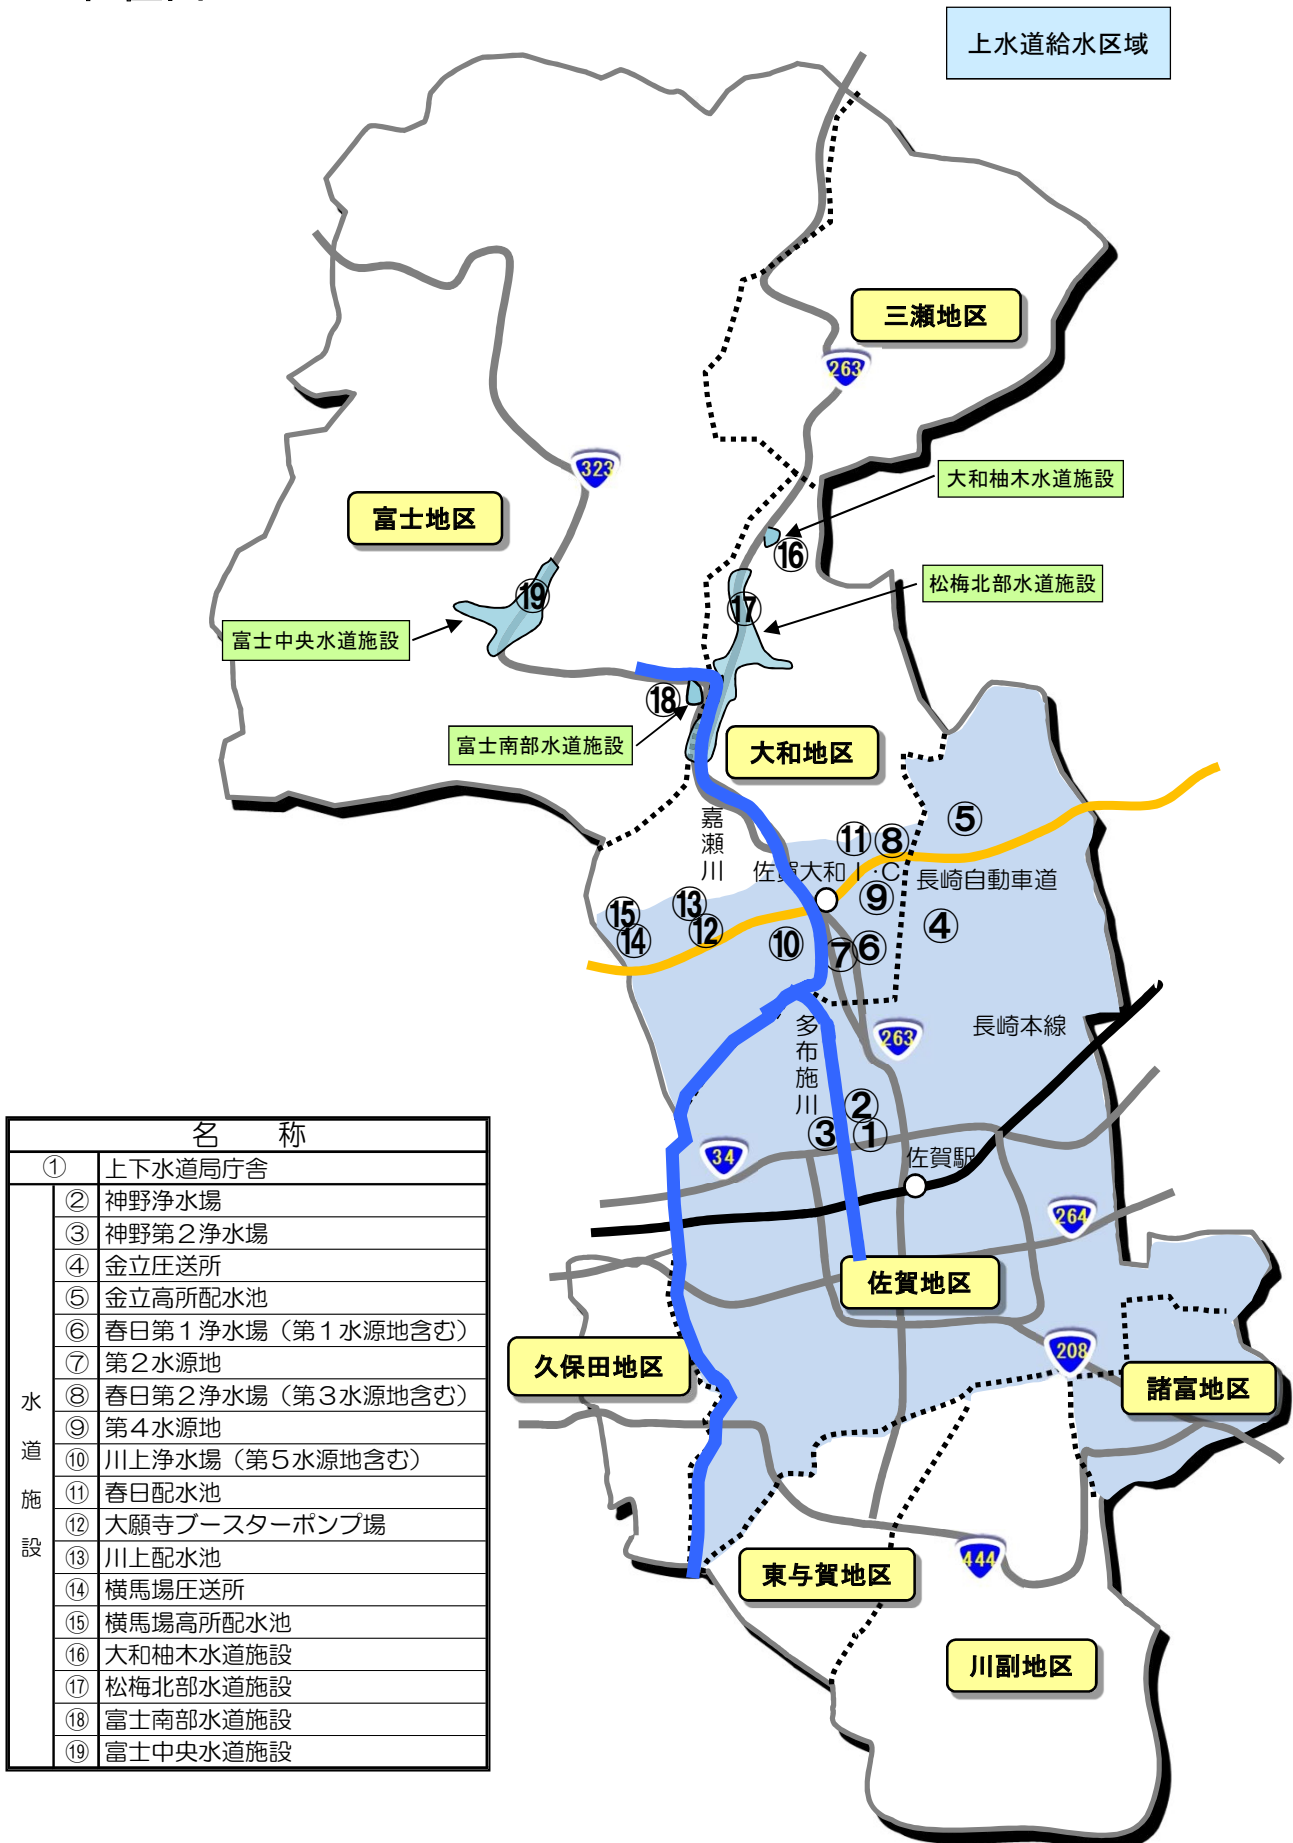 上水道給水区域
三瀬地区
263
323
大和柚木水道施設
富士地区
⑯
松梅北部水道施設
⑲
⑰
富士中央水道施設
⑱
富士南部水道施設
大和地区
嘉瀬川
⑤
⑪
⑧
佐賀大和I・C
長崎自動車道
⑨
⑬
⑮
⑫
④
⑭
⑩
⑦
⑥
多布施川
263
長崎本線
②
③
①
34
佐賀駅
264
佐賀地区
208
久保田地区
諸富地区
444
東与賀地区
川副地区
名 称
① 上下水道局庁舎
水道施設
② 神野浄水場
③ 神野第2浄水場
④ 金立圧送所
⑤ 金立高所配水池
⑥ 春日第1浄水場（第1水源地含む）
⑦ 第2水源地
⑧ 春日第2浄水場（第3水源地含む）
⑨ 第4水源地
⑩ 川上浄水場（第5水源地含む）
⑪ 春日配水池
⑫ 大願寺ブースターポンプ場
⑬ 川上配水池
⑭ 横馬場圧送所
⑮ 横馬場高所配水池
⑯ 大和柚木水道施設
⑰ 松梅北部水道施設
⑱ 富士南部水道施設
⑲ 富士中央水道施設